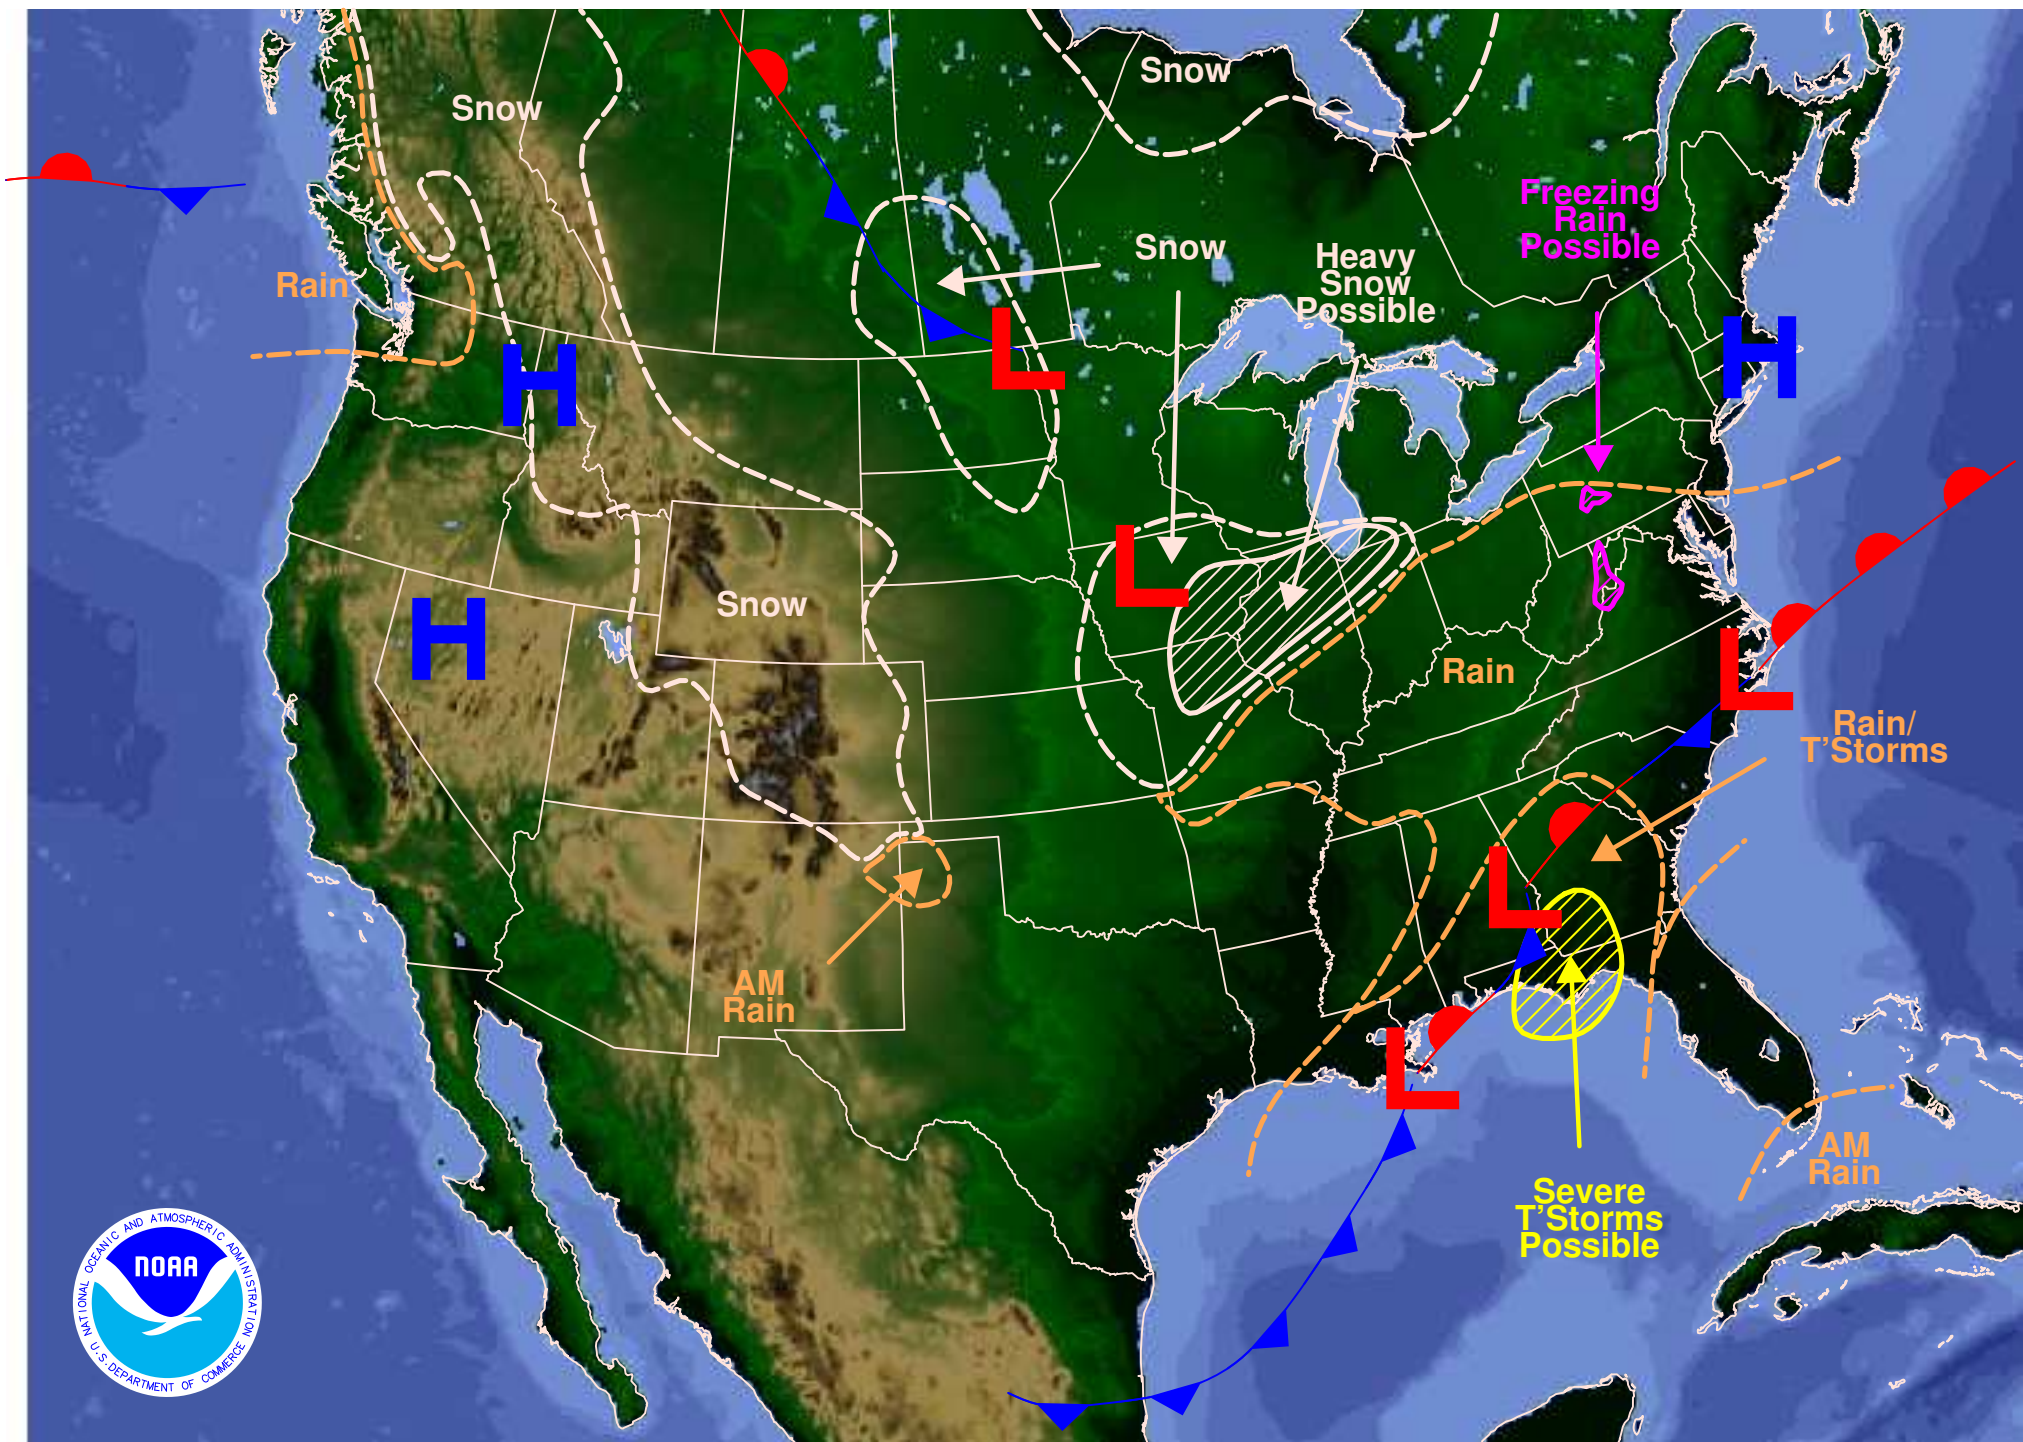 Snow
Snow
Freezing
Rain
Possible
Snow
Heavy
Snow
Possible
Rain
H
H
L
L
Snow
H
Rain
L
Rain/
T'Storms
L
AM
Rain
L
AM
Rain
Severe
T'Storms
Possible
NATIONAL OCEANIC AND ATMOSPHERIC ADMINISTRATION
NOAA
U.S. DEPARTMENT OF COMMERCE